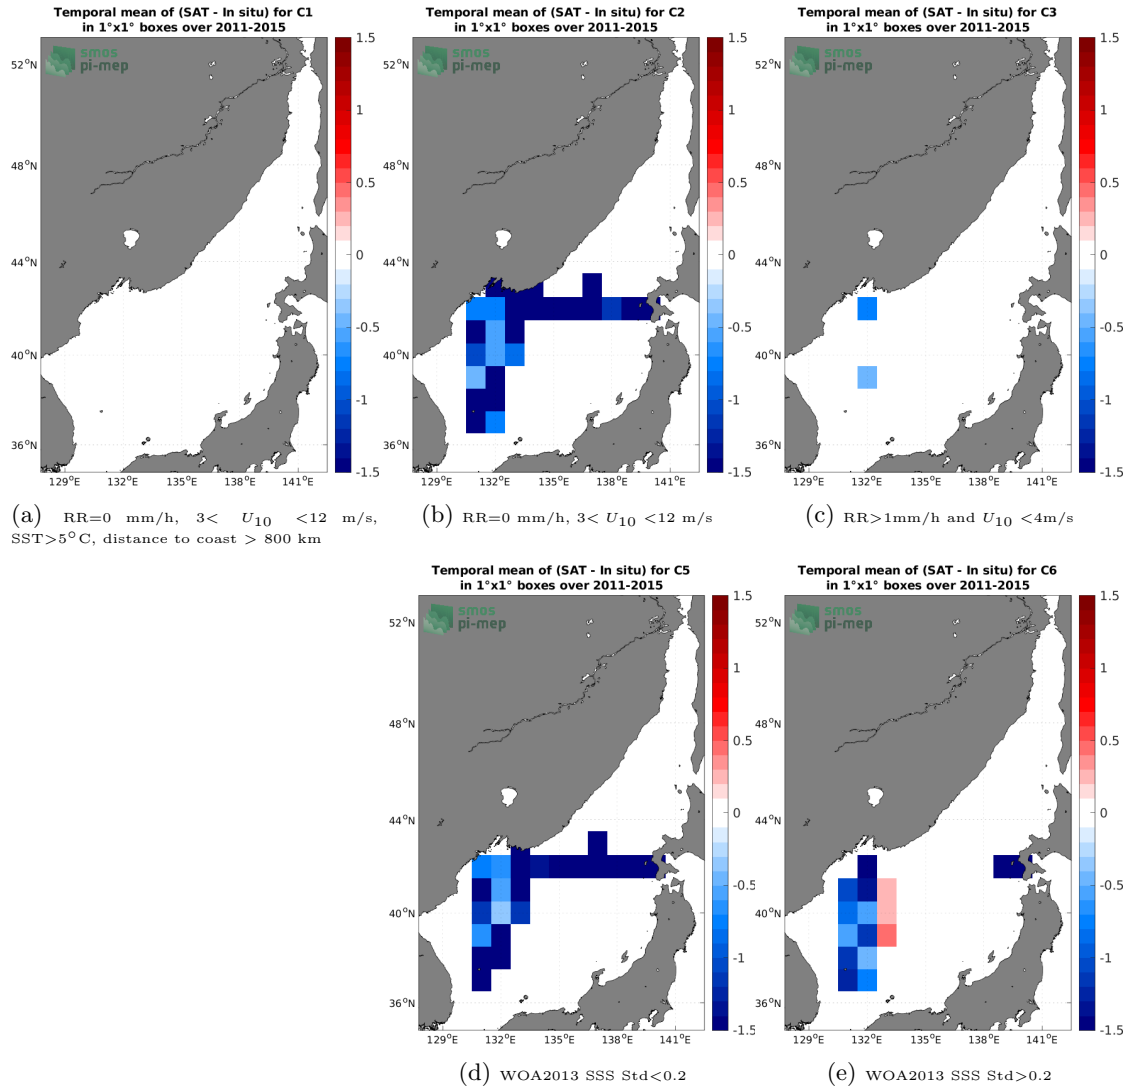 Temporal mean of (SAT - In situ) for C1
in 1°x1° boxes over 2011-2015
smos
pi-mep
52°N
48°N
44°N
40°N
36°N
129°E 132°E 135°E 138°E 141°E
1.5
1
0.5
0
-0.5
-1
-1.5
(a) RR=0 mm/h, 3< U10 <12 m/s,
SST>5°C, distance to coast > 800 km
Temporal mean of (SAT - In situ) for C2
in 1°x1° boxes over 2011-2015
smos
pi-mep
52°N
48°N
44°N
40°N
36°N
129°E 132°E 135°E 138°E 141°E
1.5
1
0.5
0
-0.5
-1
-1.5
(b) RR=0 mm/h, 3< U10 <12 m/s
Temporal mean of (SAT - In situ) for C3
in 1°x1° boxes over 2011-2015
smos
pi-mep
52°N
48°N
44°N
40°N
36°N
129°E 132°E 135°E 138°E 141°E
1.5
1
0.5
0
-0.5
-1
-1.5
(c) RR>1mm/h and U10 <4m/s
Temporal mean of (SAT - In situ) for C5
in 1°x1° boxes over 2011-2015
smos
pi-mep
52°N
48°N
44°N
40°N
36°N
129°E 132°E 135°E 138°E 141°E
1.5
1
0.5
0
-0.5
-1
-1.5
(d) WOA2013 SSS Std<0.2
Temporal mean of (SAT - In situ) for C6
in 1°x1° boxes over 2011-2015
smos
pi-mep
52°N
48°N
44°N
40°N
36°N
129°E 132°E 135°E 138°E 141°E
1.5
1
0.5
0
-0.5
-1
-1.5
(e) WOA2013 SSS Std>0.2